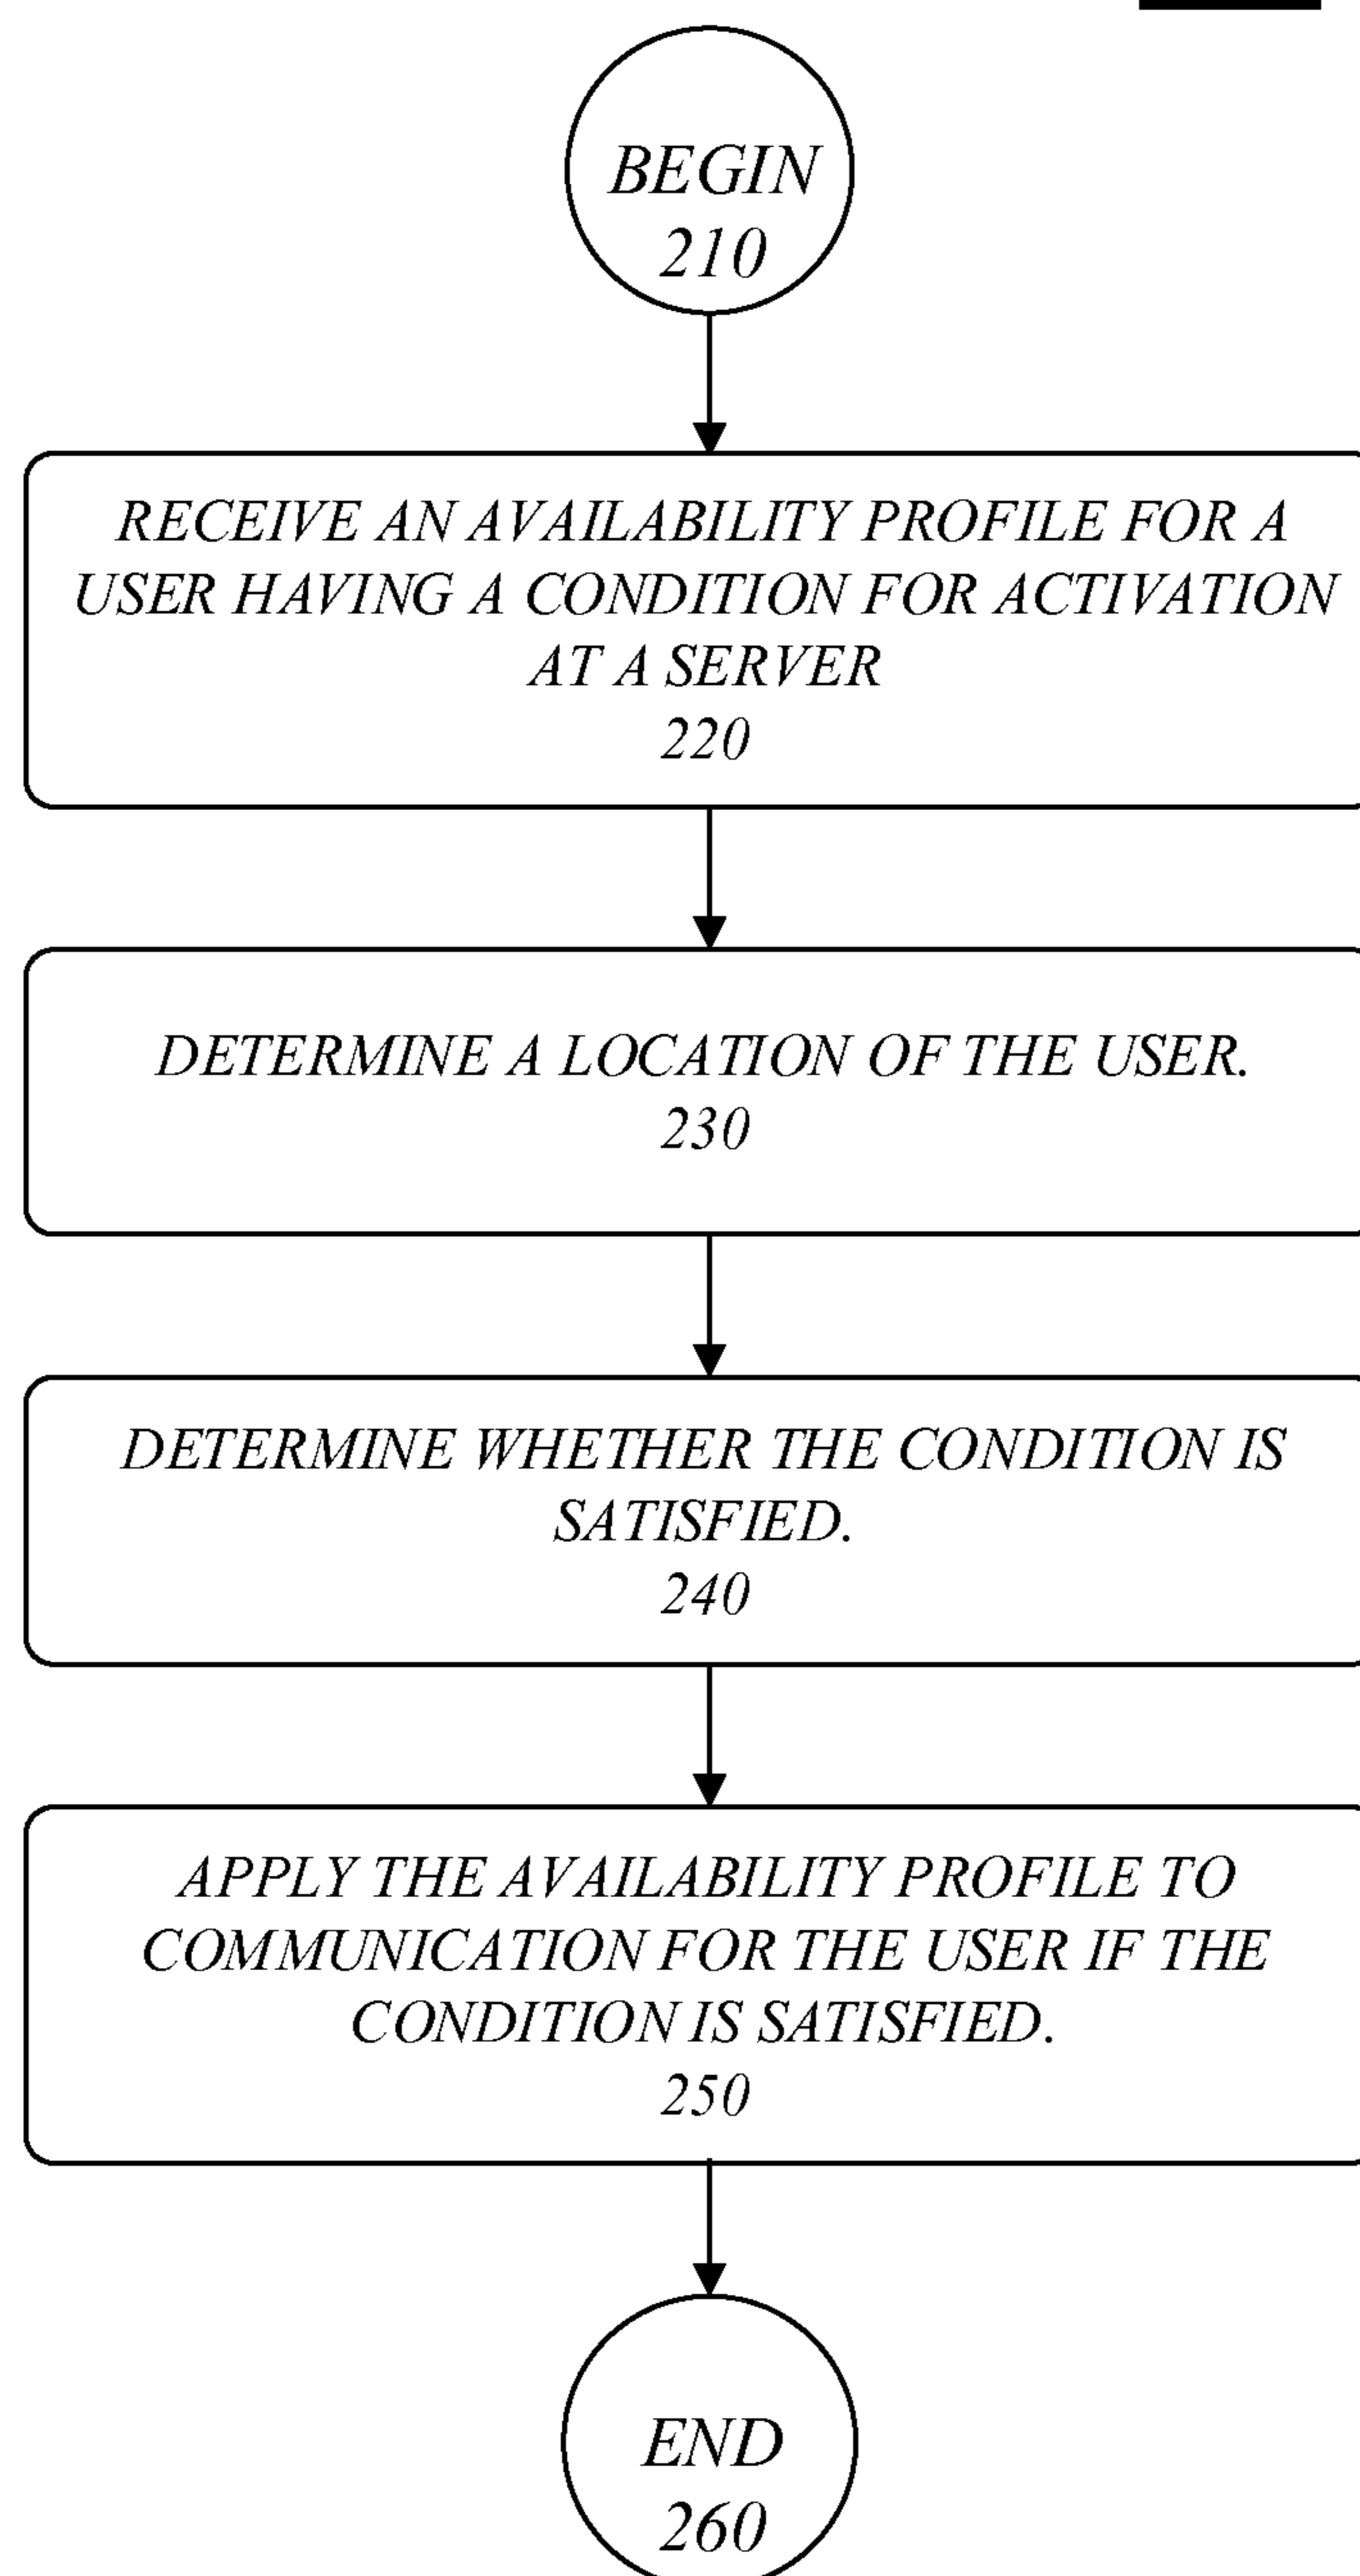 BEGIN
210
RECEIVE AN AVAILABILITY PROFILE FOR A
USER HAVING A CONDITION FOR ACTIVATION
AT A SERVER
220
DETERMINE A LOCATION OF THE USER.
230
DETERMINE WHETHER THE CONDITION IS
SATISFIED.
240
APPLY THE AVAILABILITY PROFILE TO
COMMUNICATION FOR THE USER IF THE
CONDITION IS SATISFIED.
250
END
260